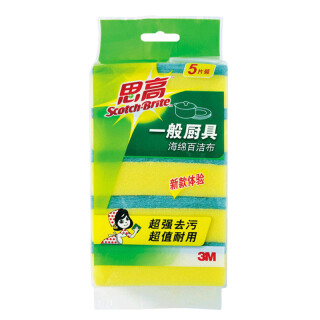 5片装
思高
Scotch-Brite
一般厨具
海绵百洁布
新款体验
超强去污
超值耐用
3M